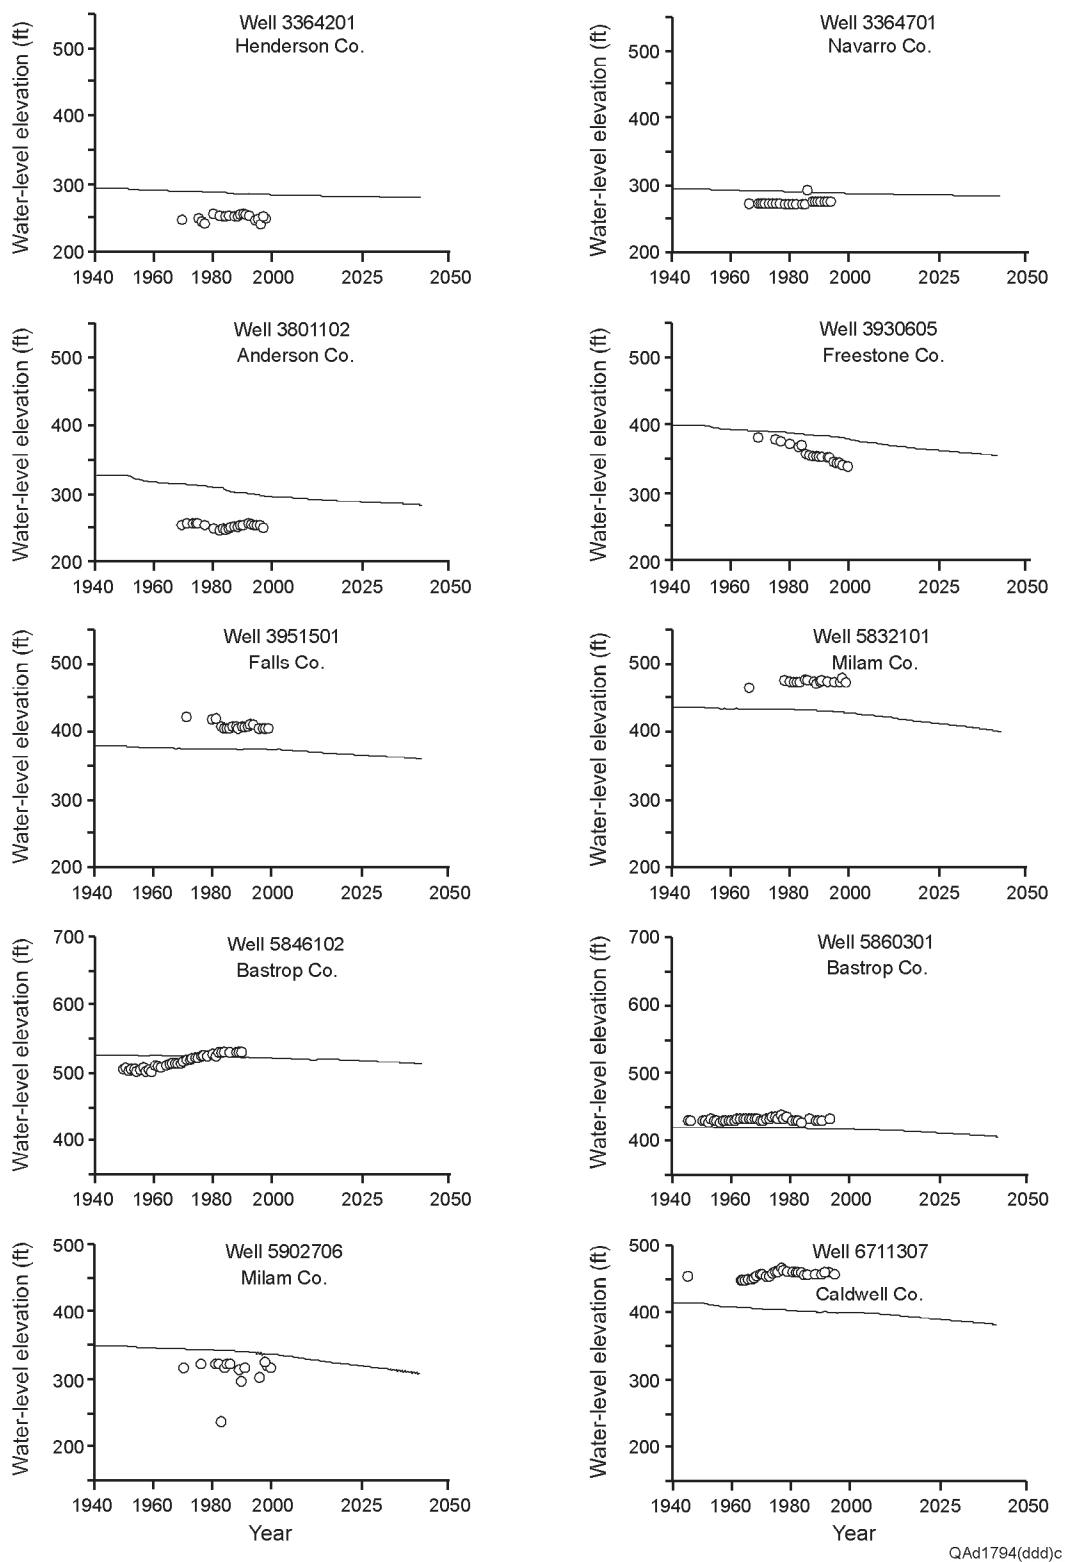 Well 3364201
Henderson Co.
Water-level elevation (ft)
500
400
300
200
1940 1960 1980 2000 2025 2050
Well 3364701
Navarro Co.
Water-level elevation (ft)
500
400
300
200
1940 1960 1980 2000 2025 2050
Well 3801102
Anderson Co.
Water-level elevation (ft)
500
400
300
200
1940 1960 1980 2000 2025 2050
Well 3930605
Freestone Co.
Water-level elevation (ft)
500
400
300
200
1940 1960 1980 2000 2025 2050
Well 3951501
Falls Co.
Water-level elevation (ft)
500
400
300
200
1940 1960 1980 2000 2025 2050
Well 5832101
Milam Co.
Water-level elevation (ft)
500
400
300
200
1940 1960 1980 2000 2025 2050
Well 5846102
Bastrop Co.
Water-level elevation (ft)
700
600
500
400
1940 1960 1980 2000 2025 2050
Well 5860301
Bastrop Co.
Water-level elevation (ft)
700
600
500
400
1940 1960 1980 2000 2025 2050
Well 5902706
Milam Co.
Water-level elevation (ft)
500
400
300
200
1940 1960 1980 2000 2025 2050
Year
Well 6711307
Caldwell Co.
Water-level elevation (ft)
500
400
300
200
1940 1960 1980 2000 2025 2050
Year
QAd1794(ddd)c